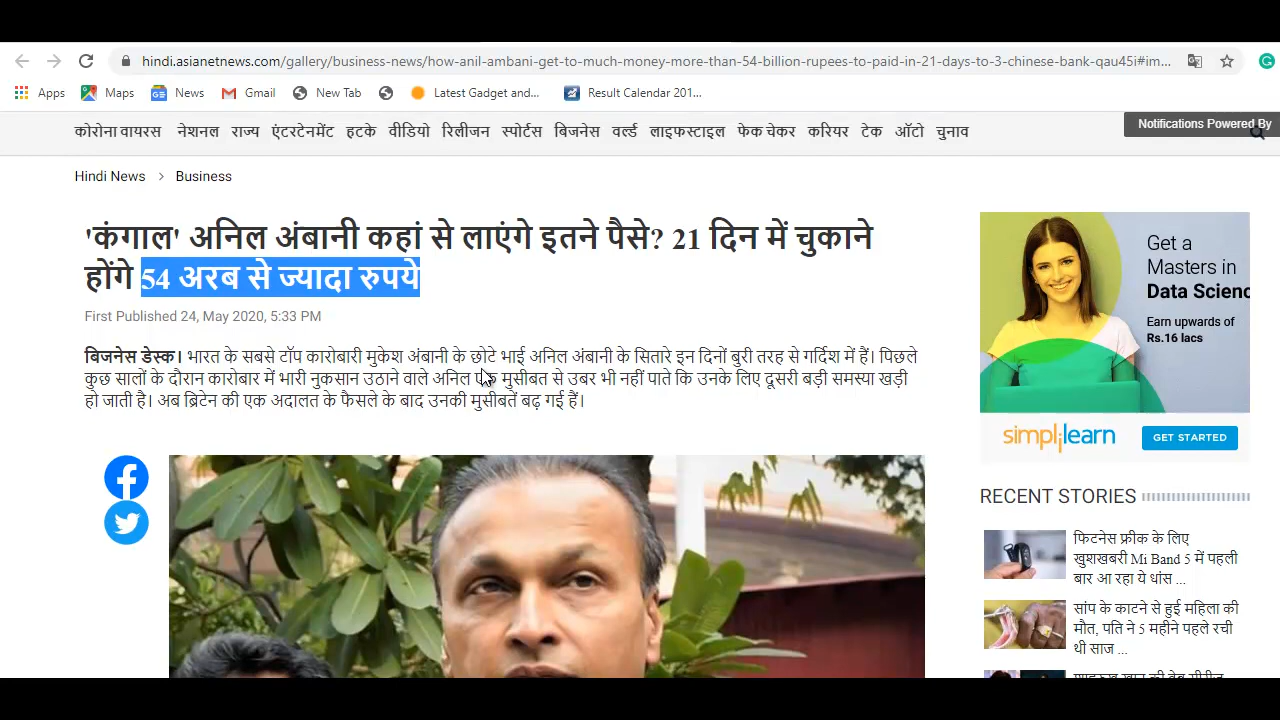 hindi.asianetnews.com/gallery/business-news/how-anil-ambani-get-to-much-money-more-than-54-billion-rupees-to-paid-in-21-days-to-3-chinese-bank-qau45i#im...
Apps Maps News Gmail New Tab Latest Gadget and... Result Calendar 201...
कोरोना वायरस नेशनल राज्य एंटरटेनमेंट हटके वीडियो रिलीजन स्पोर्ट्स बिजनेस वर्ल्ड लाइफस्टाइल फेक चेकर करियर टेक ऑटो चुनाव
Notifications Powered By
Hindi News > Business
'कंगाल' अनिल अंबानी कहां से लाएंगे इतने पैसे? 21 दिन में चुकाने
होंगे 54 अरब से ज्यादा रुपये
First Published 24, May 2020, 5:33 PM
बिजनेस डेस्क। भारत के सबसे टॉप कारोबारी मुकेश अंबानी के छोटे भाई अनिल अंबानी के सितारे इन दिनों बुरी तरह से गर्दिश में हैं। पिछले
कुछ सालों के दौरान कारोबार में भारी नुकसान उठाने वाले अनिल एक मुसीबत से उबर भी नहीं पाते कि उनके लिए दूसरी बड़ी समस्या खड़ी
हो जाती है। अब ब्रिटेन की एक अदालत के फैसले के बाद उनकी मुसीबतें बढ़ गई हैं।
Get a
Masters in
Data Scienc
Earn upwards of
Rs.16 lacs
simplilearn
GET STARTED
RECENT STORIES
फिटनेस फ्रीक के लिए
खुशखबरी Mi Band 5 में पहली
बार आ रहा ये धांस ...
सांप के काटने से हुई महिला की
मौत, पति ने 5 महीने पहले रची
थी साज ...